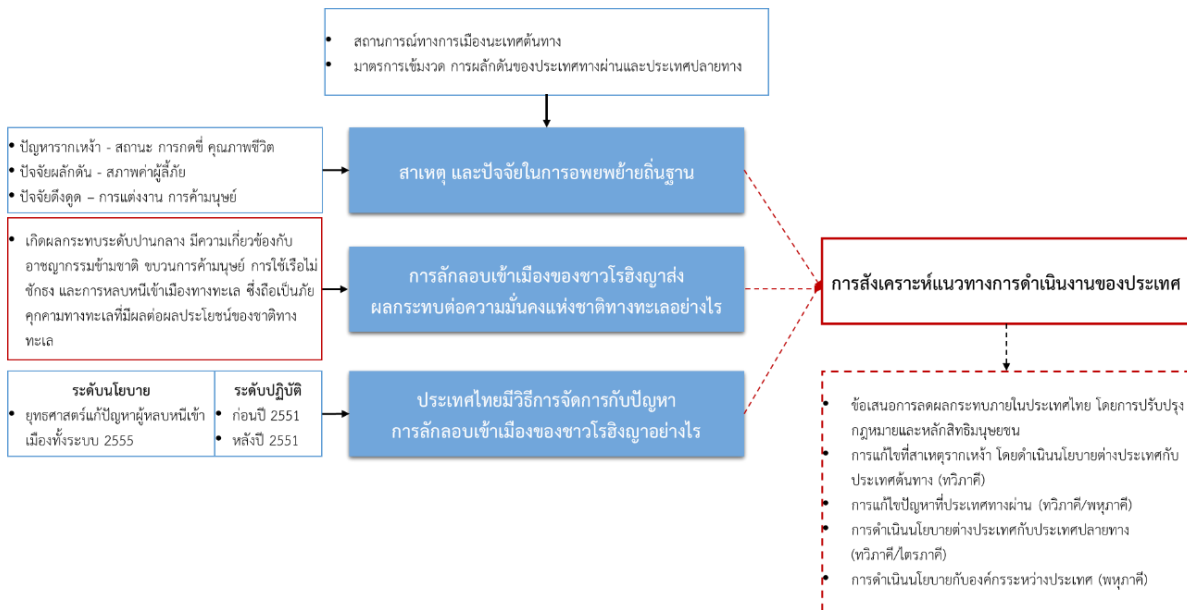 • สถานการณ์ทางการเมืองนะเทศต้นทาง
• มาตรการเข้มงวด การผลักดันของประเทศทางผ่านและประเทศปลายทาง
• ปัญหารากเหง้า - สถานะ การกดขี่ คุณภาพชีวิต
• ปัจจัยผลักดัน - สภาพค่าผู้ลี้ภัย
• ปัจจัยดึงดูด – การแต่งงาน การค้ามนุษย์
สาเหตุ และปัจจัยในการอพยพย้ายถิ่นฐาน
• เกิดผลกระทบระดับปานกลาง มีความเกี่ยวข้องกับ
อาชญากรรมข้ามชาติ ขบวนการค้ามนุษย์ การใช้เรือไม่
ชักธง และการหลบหนีเข้าเมืองทางทะเล ซึ่งถือเป็นภัย
คุกคามทางทะเลที่มีผลต่อผลประโยชน์ของชาติทาง
ทะเล
การลักลอบเข้าเมืองของชาวโรฮิงญาส่ง
ผลกระทบต่อความมั่นคงแห่งชาติทางทะเลอย่างไร
ระดับนโยบาย
• ยุทธศาสตร์แก้ปัญหาผู้หลบหนีเข้า
เมืองทั้งระบบ 2555
ระดับปฏิบัติ
• ก่อนปี 2551
• หลังปี 2551
ประเทศไทยมีวิธีการจัดการกับปัญหา
การลักลอบเข้าเมืองของชาวโรฮิงญาอย่างไร
การสังเคราะห์แนวทางการดำเนินงานของประเทศ
• ข้อเสนอการลดผลกระทบภายในประเทศไทย โดยการปรับปรุง
กฎหมายและหลักสิทธิมนุษยชน
• การแก้ไขที่สาเหตุรากเหง้า โดยดำเนินนโยบายต่างประเทศกับ
ประเทศต้นทาง (ทวิภาคี)
• การแก้ไขปัญหาที่ประเทศทางผ่าน (ทวิภาคี/พหุภาคี)
• การดำเนินนโยบายต่างประเทศกับประเทศปลายทาง
(ทวิภาคี/ไตรภาคี)
• การดำเนินนโยบายกับองค์กรระหว่างประเทศ (พหุภาคี)